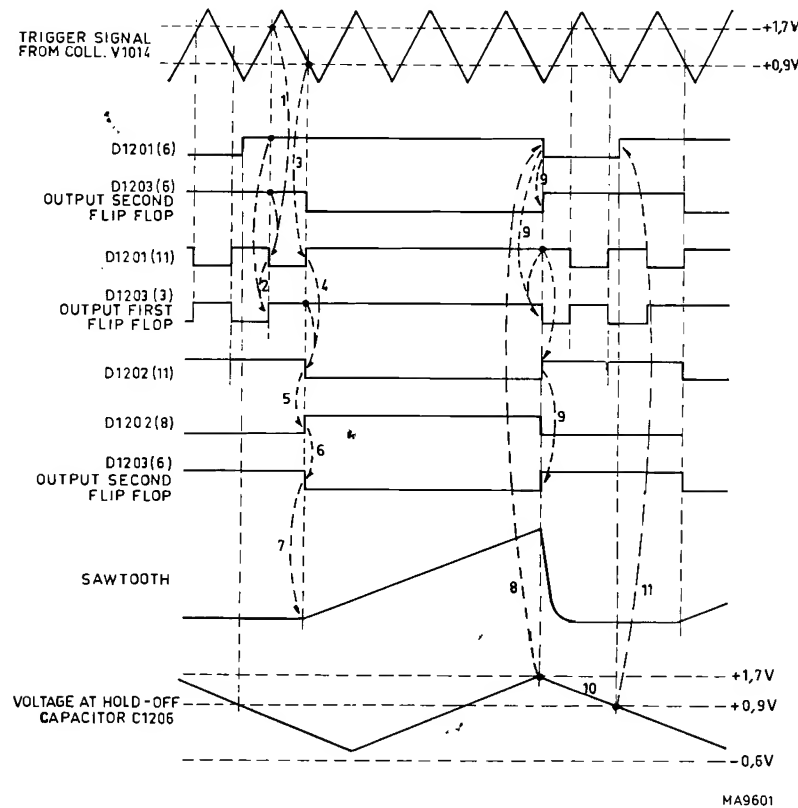 +1,7V
TRIGGER SIGNAL
FROM COLL. V1014
+0,9V
1
D1201(6)
3
9
D1203(6)
OUTPUT SECOND
FLIP FLOP
9
D1201(11)
2
4
D1203(3)
OUTPUT FIRST
FLIP FLOP
D1202(11)
5
9
D1202(8)
6
D1203(6)
OUTPUT SECOND
FLIP FLOP
7
SAWTOOTH
8
11
+1,7V
10
VOLTAGE AT HOLD-OFF
CAPACITOR C1206
+0,9V
-0,6V
MA9601